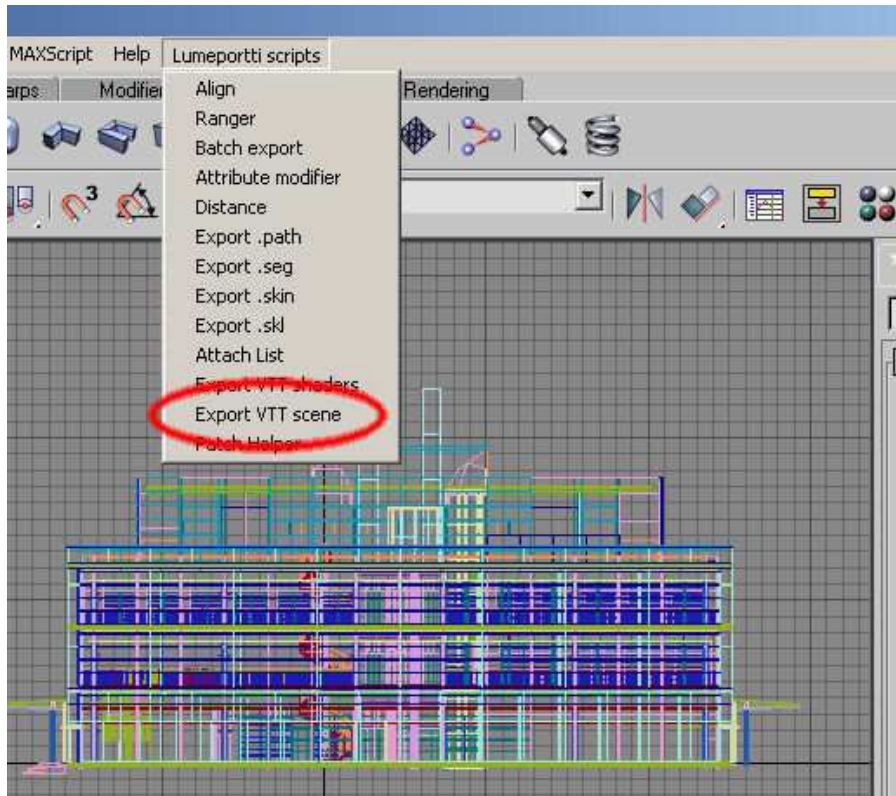 MAXScript Help Lumeportti scripts
arps Modifie Rendering
Align
Ranger
Batch export
Attribute modifier
3
Distance
Export .path
Export .seg
Export .skin
Export .skl
Attach List
Export VTT shaders
Export VTT scene
Patch Helper